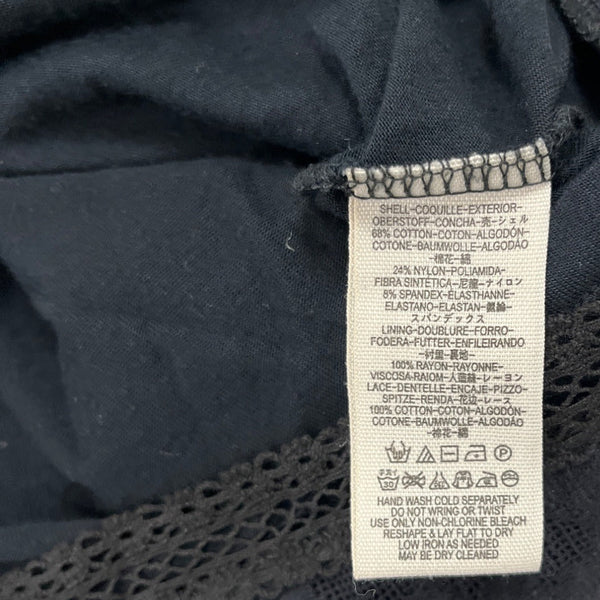 SHELL-COQUILLE-EXTERIOR-
OBERSTOFF-CONCHA-売-シェル
68% COTTON-COTON-ALGODÓN-
COTONE-BAUMWOLLE-ALGODÃO
-棉花-綿
24% NYLON-POLIAMIDA-
FIBRA SINTÉTICA-尼龍-ナイロン
8% SPANDEX-ÉLASTHANNE-
ELASTANO-ELASTAN-
スパンデックス
LINING-DOUBLURE-FORRO-
FODERA-FUTTER-ENFILEIRANDO
-衬里-裏地-
100% RAYON-RAYONNE-
VISCOSA-RAIOM-人造絲-レーヨン
LACE-DENTELLE-ENCAJE-PIZZO-
SPITZE-RENDA-花边-レース
100% COTTON-COTON-ALGODÓN-
COTONE-BAUMWOLLE-ALGODÃO
-棉花-綿
HAND WASH COLD SEPARATELY
DO NOT WRING OR TWIST
USE ONLY NON-CHLORINE BLEACH
RESHAPE & LAY FLAT TO DRY
LOW IRON AS NEEDED
MAY BE DRY CLEANED